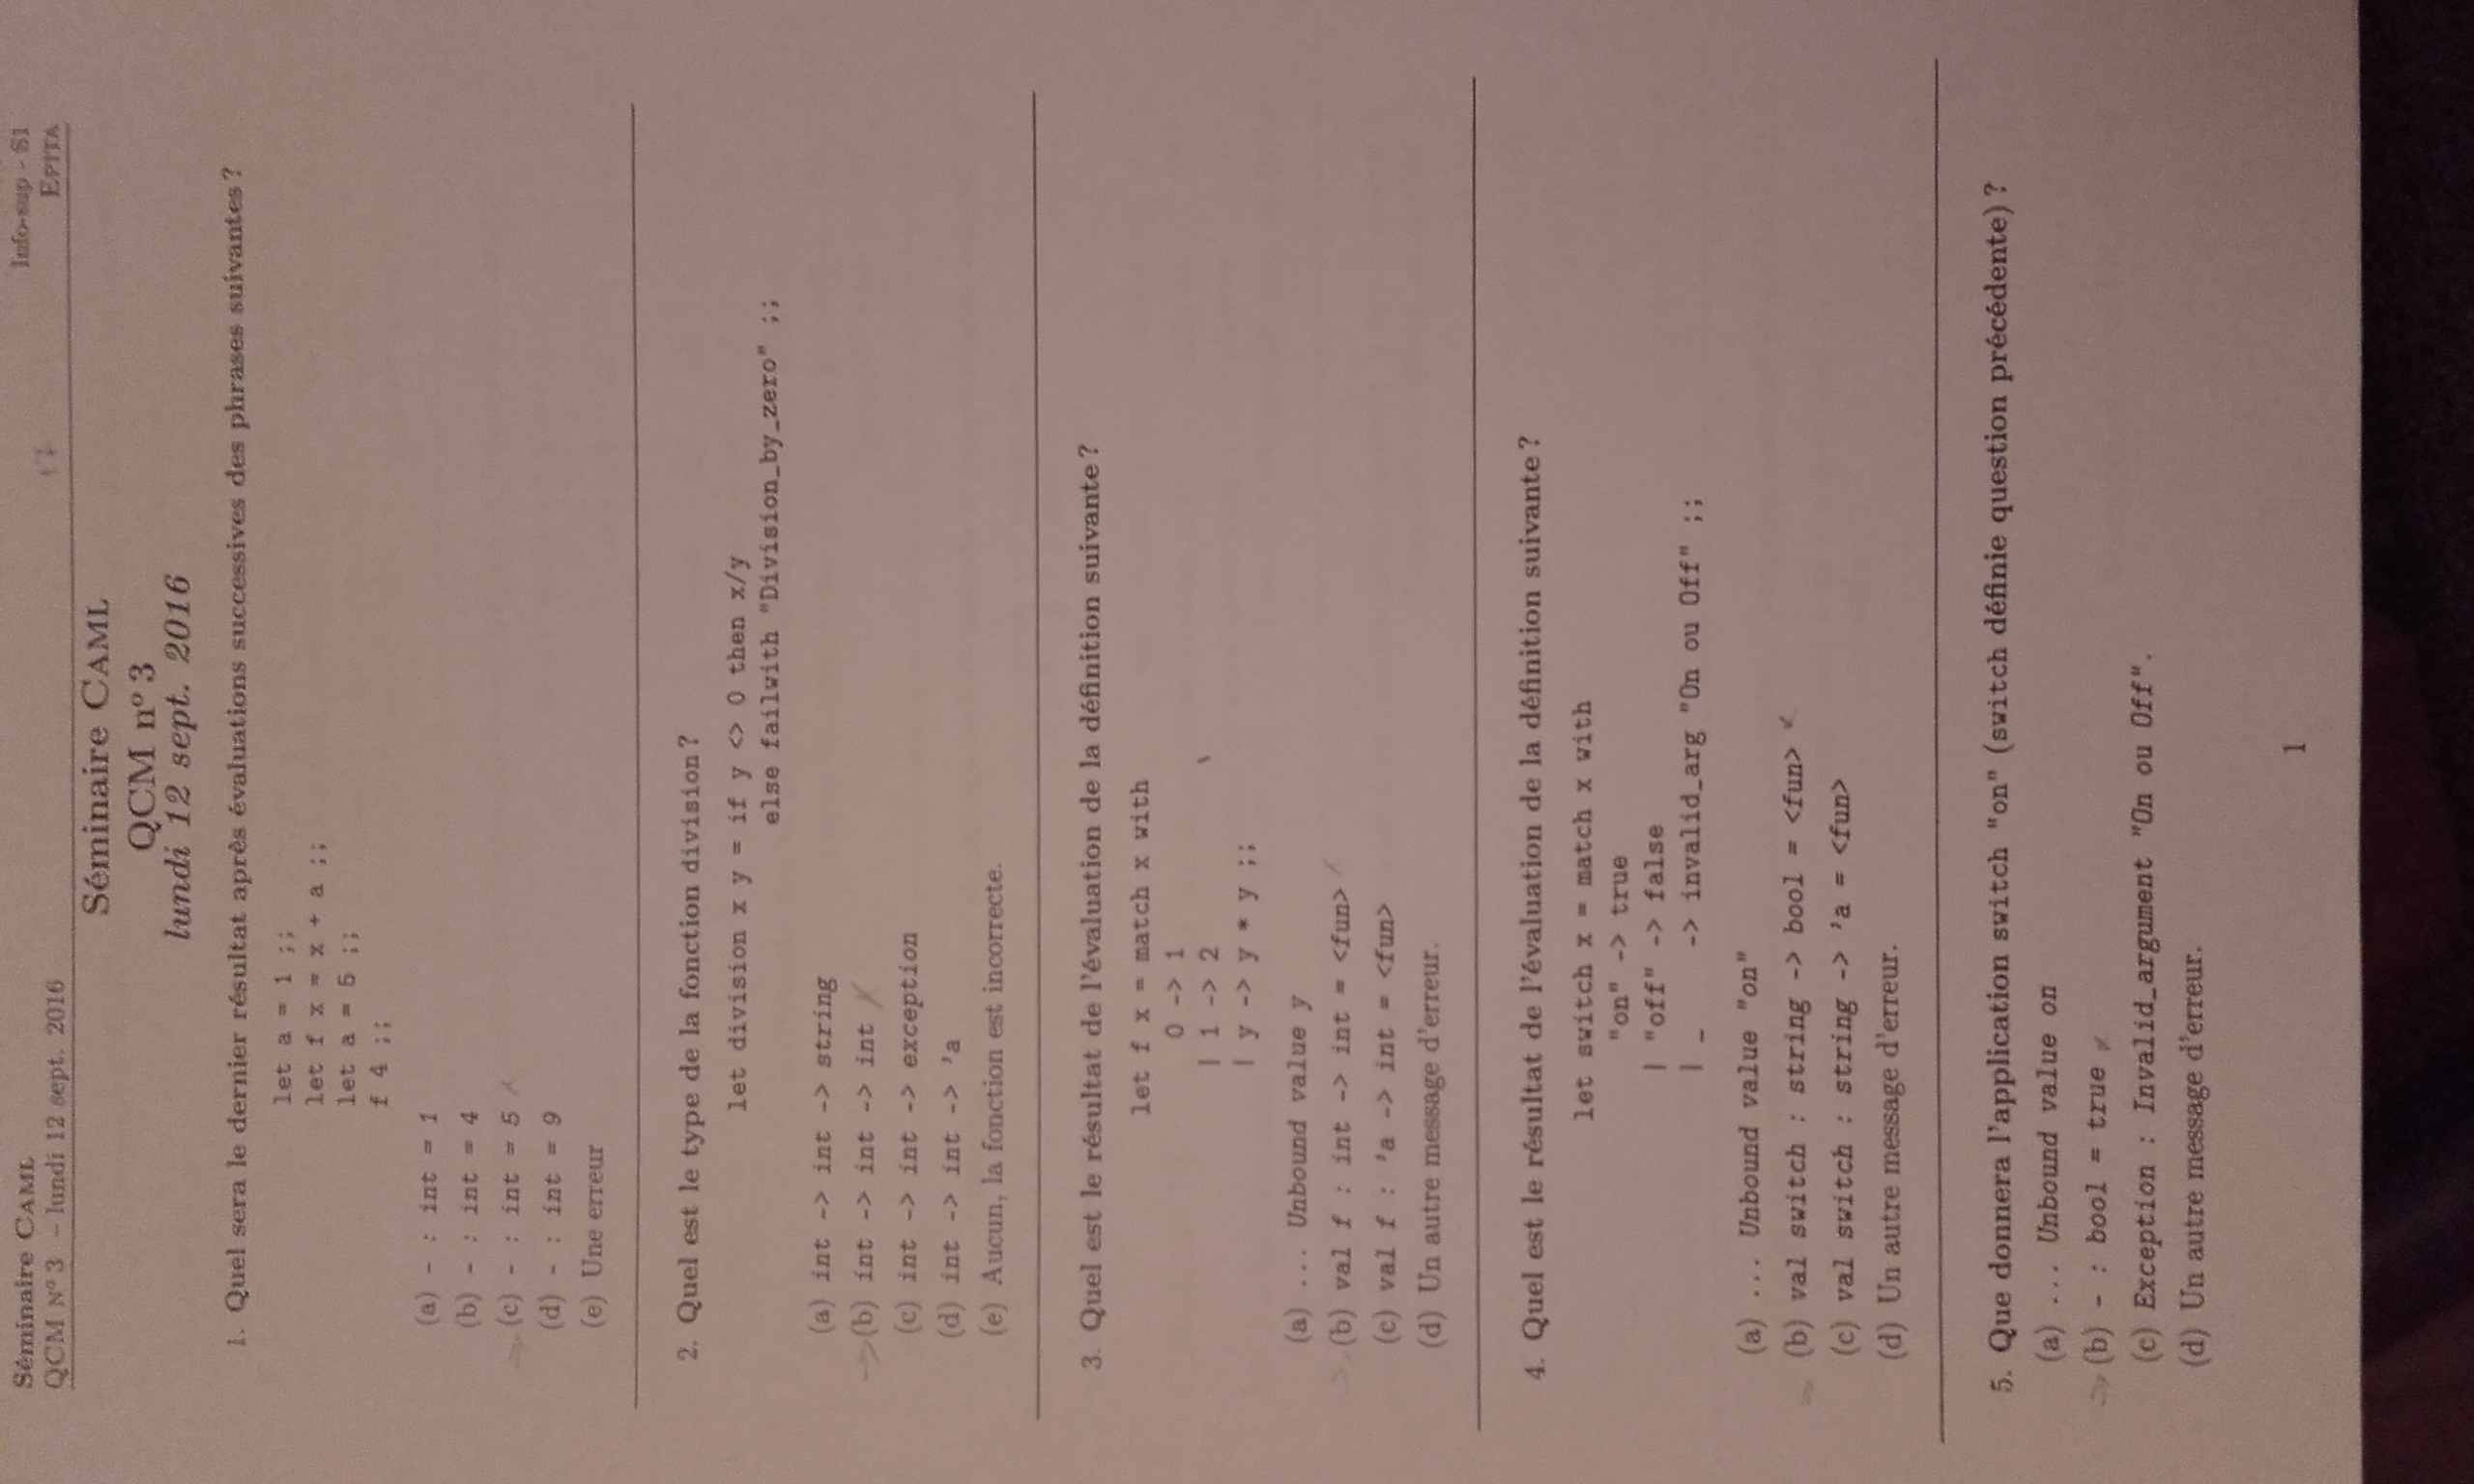 Séminaire CAML
Info-sup - S1
QCM Nº 3 – lundi 12 sept. 2016
17
EPITA
Séminaire CAML
QCM nº 3
lundi 12 sept. 2016
1. Quel sera le dernier résultat après évaluations successives des phrases suivantes ?
let a = 1 ;;
let f x = x + a ;;
let a = 5 ;;
f 4 ;;
(a) - : int = 1
(b) - : int = 4
(c) - : int = 5
(d) - : int = 9
(e) Une erreur
2. Quel est le type de la fonction division ?
let division x y = if y <> 0 then x/y
else failwith "Division_by_zero" ;;
(a) int -> int -> string
(b) int -> int -> int
(c) int -> int -> exception
(d) int -> int -> 'a
(e) Aucun, la fonction est incorrecte.
3. Quel est le résultat de l'évaluation de la définition suivante ?
let f x = match x with
0 -> 1
| 1 -> 2
| y -> y * y ;;
(a) ... Unbound value y
(b) val f : int -> int = <fun>
(c) val f : 'a -> int = <fun>
(d) Un autre message d'erreur.
4. Quel est le résultat de l'évaluation de la définition suivante ?
let switch x = match x with
"on" -> true
| "off" -> false
| _ -> invalid_arg "On ou Off" ;;
(a) ... Unbound value "on"
(b) val switch : string -> bool = <fun>
(c) val switch : string -> 'a = <fun>
(d) Un autre message d'erreur.
5. Que donnera l'application switch "on" (switch définie question précédente) ?
(a) ... Unbound value on
(b) - : bool = true
(c) Exception : Invalid_argument "On ou Off".
(d) Un autre message d'erreur.
1